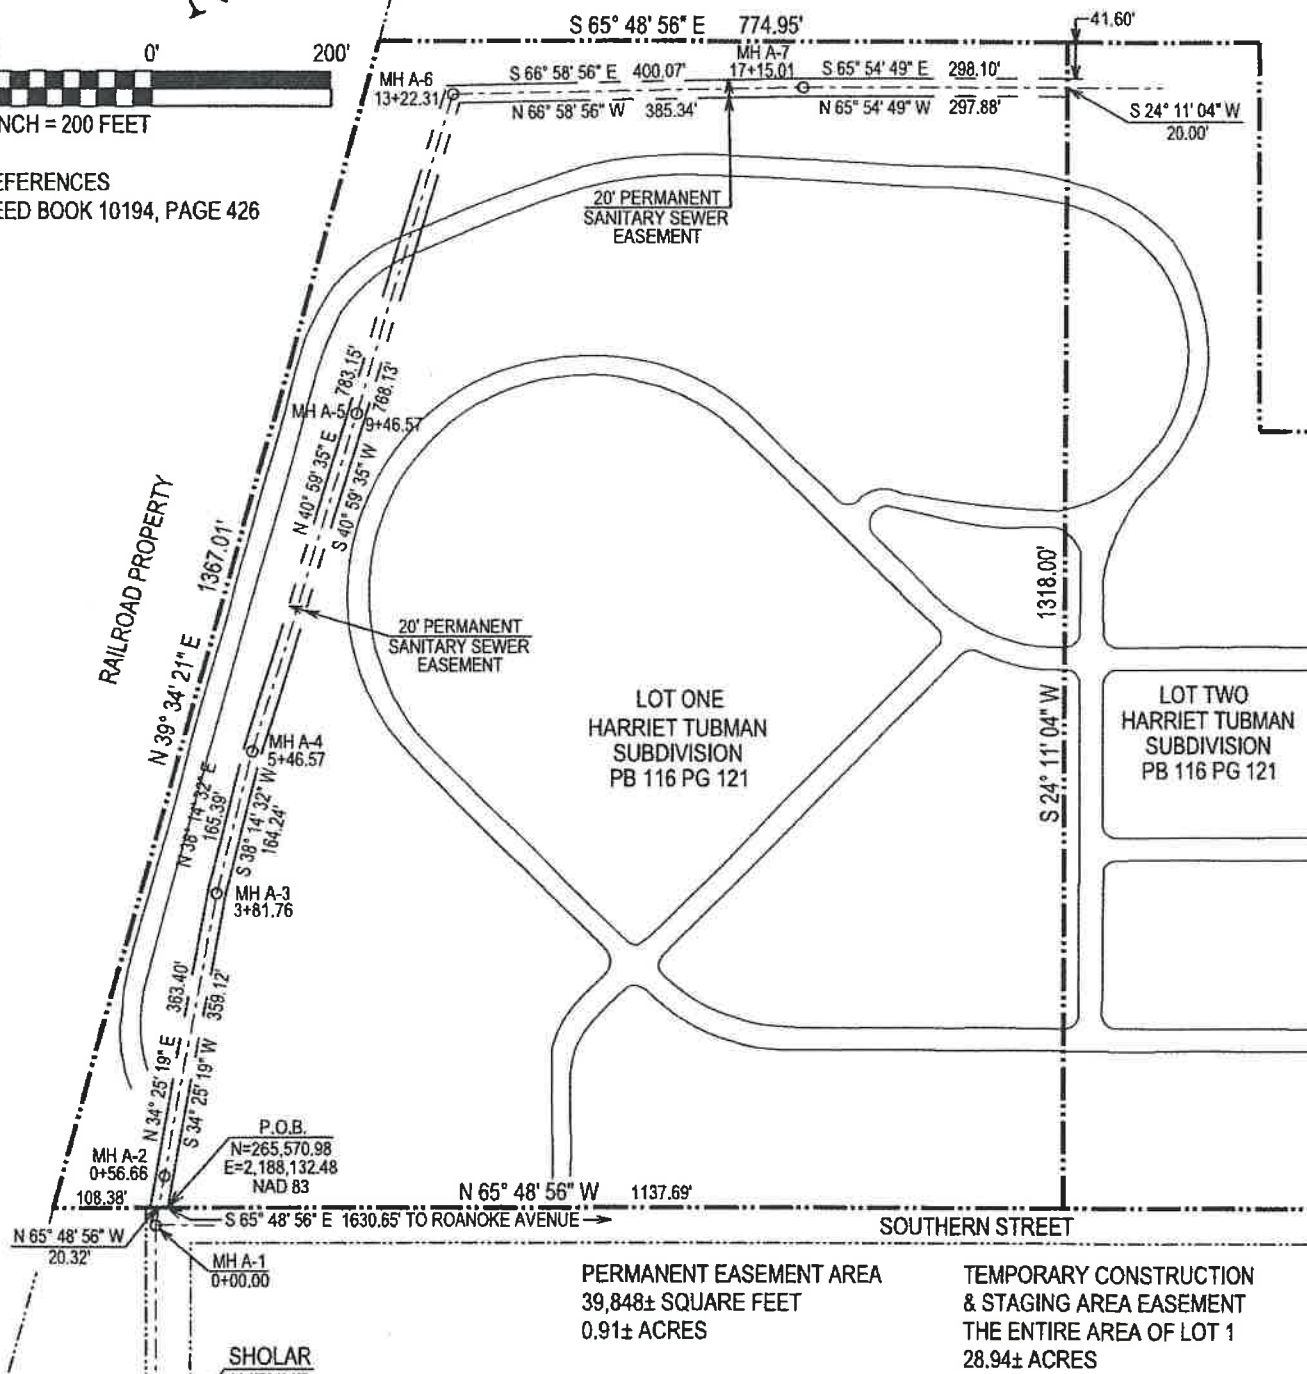 S 65° 48' 56" E 774.95'
41.60'
0' 200'
NCH = 200 FEET
EFERENCES
EED BOOK 10194, PAGE 426
MH A-6
13+22.31
S 66° 58' 56" E 400.07'
MH A-7
17+15.01
S 65° 54' 49" E 298.10'
N 66° 58' 56" W 385.34'
N 65° 54' 49" W 297.88'
S 24° 11' 04" W
20.00'
20' PERMANENT
SANITARY SEWER
EASEMENT
783.15'
768.13'
MH A-5
9+46.57
N 40° 59' 35" E
S 40° 59' 35" W
RAILROAD PROPERTY
1367.01'
N 39° 34' 21" E
20' PERMANENT
SANITARY SEWER
EASEMENT
1318.00'
S 24° 11' 04" W
LOT ONE
HARRIET TUBMAN
SUBDIVISION
PB 116 PG 121
LOT TWO
HARRIET TUBMAN
SUBDIVISION
PB 116 PG 121
MH A-4
5+46.57
N 38° 14' 32" E
165.39'
S 38° 14' 32" W
164.24'
MH A-3
3+81.76
363.40'
359.12'
N 34° 25' 19" E
S 34° 25' 19" W
P.O.B.
N=265,570.98
E=2,188,132.48
NAD 83
MH A-2
0+56.66
108.38'
N 65° 48' 56" W 1137.69'
S 65° 48' 56" E 1630.65' TO ROANOKE AVENUE
SOUTHERN STREET
N 65° 48' 56" W
20.32'
MH A-1
0+00.00
PERMANENT EASEMENT AREA
39,848± SQUARE FEET
0.91± ACRES
TEMPORARY CONSTRUCTION
& STAGING AREA EASEMENT
THE ENTIRE AREA OF LOT 1
28.94± ACRES
SHOLAR